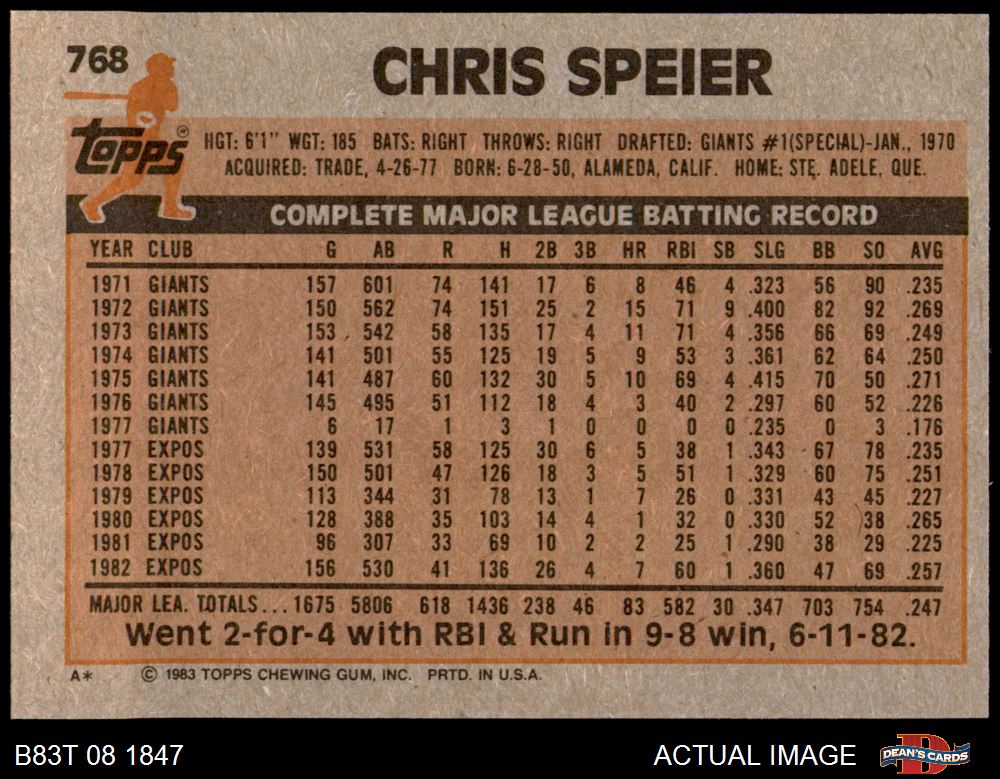 768
CHRIS SPEIER
Topps®
HGT: 6'1" WGT: 185 BATS: RIGHT THROWS: RIGHT DRAFTED: GIANTS #1(SPECIAL)-JAN., 1970
ACQUIRED: TRADE, 4-26-77 BORN: 6-28-50, ALAMEDA, CALIF. HOME: STE. ADELE, QUE.
COMPLETE MAJOR LEAGUE BATTING RECORD
YEAR CLUB G AB R H 2B 3B HR RBI SB SLG BB SO AVG
1971 GIANTS 157 601 74 141 17 6 8 46 4 .323 56 90 .235
1972 GIANTS 150 562 74 151 25 2 15 71 9 .400 82 92 .269
1973 GIANTS 153 542 58 135 17 4 11 71 4 .356 66 69 .249
1974 GIANTS 141 501 55 125 19 5 9 53 3 .361 62 64 .250
1975 GIANTS 141 487 60 132 30 5 10 69 4 .415 70 50 .271
1976 GIANTS 145 495 51 112 18 4 3 40 2 .297 60 52 .226
1977 GIANTS 6 17 1 3 1 0 0 0 0 .235 0 3 .176
1977 EXPOS 139 531 58 125 30 6 5 38 1 .343 67 78 .235
1978 EXPOS 150 501 47 126 18 3 5 51 1 .329 60 75 .251
1979 EXPOS 113 344 31 78 13 1 7 26 0 .331 43 45 .227
1980 EXPOS 128 388 35 103 14 4 1 32 0 .330 52 38 .265
1981 EXPOS 96 307 33 69 10 2 2 25 1 .290 38 29 .225
1982 EXPOS 156 530 41 136 26 4 7 60 1 .360 47 69 .257
MAJOR LEA. TOTALS... 1675 5806 618 1436 238 46 83 582 30 .347 703 754 .247
Went 2-for-4 with RBI & Run in 9-8 win, 6-11-82.
A* © 1983 TOPPS CHEWING GUM, INC. PRTD. IN U.S.A.
B83T 08 1847 ACTUAL IMAGE DEAN'S CARDS